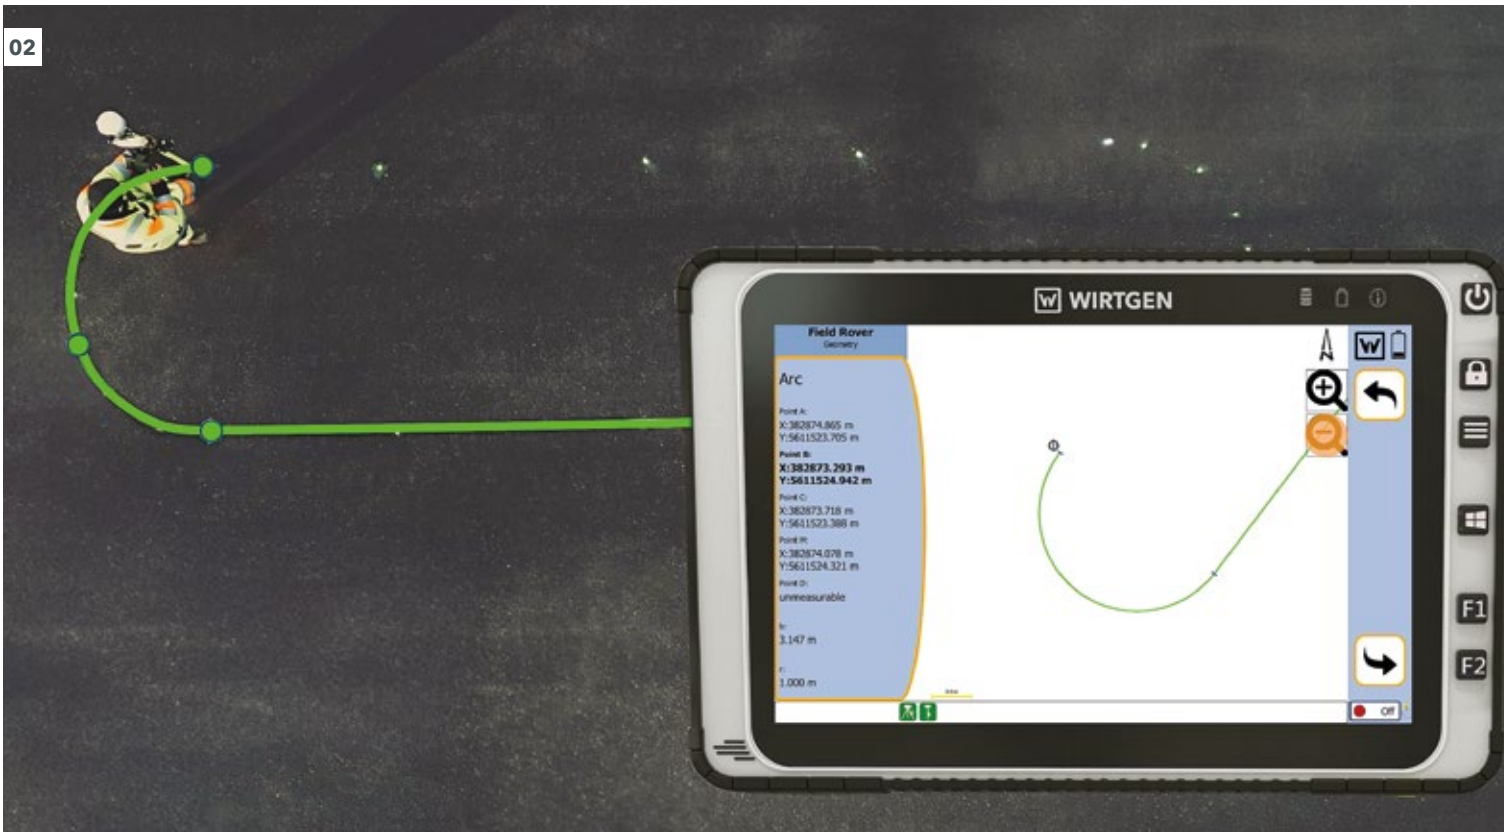 02
WIRTGEN
Field Rover
Geometry
Arc
Point A:
X:382874.865 m
Y:5611523.705 m
Point B:
X:382873.293 m
Y:5611524.942 m
Point C:
X:382873.718 m
Y:5611523.388 m
Point M:
X:382874.078 m
Y:5611524.321 m
Point D:
unmeasurable
b:
3.147 m
r:
1.000 m
Off
F1
F2